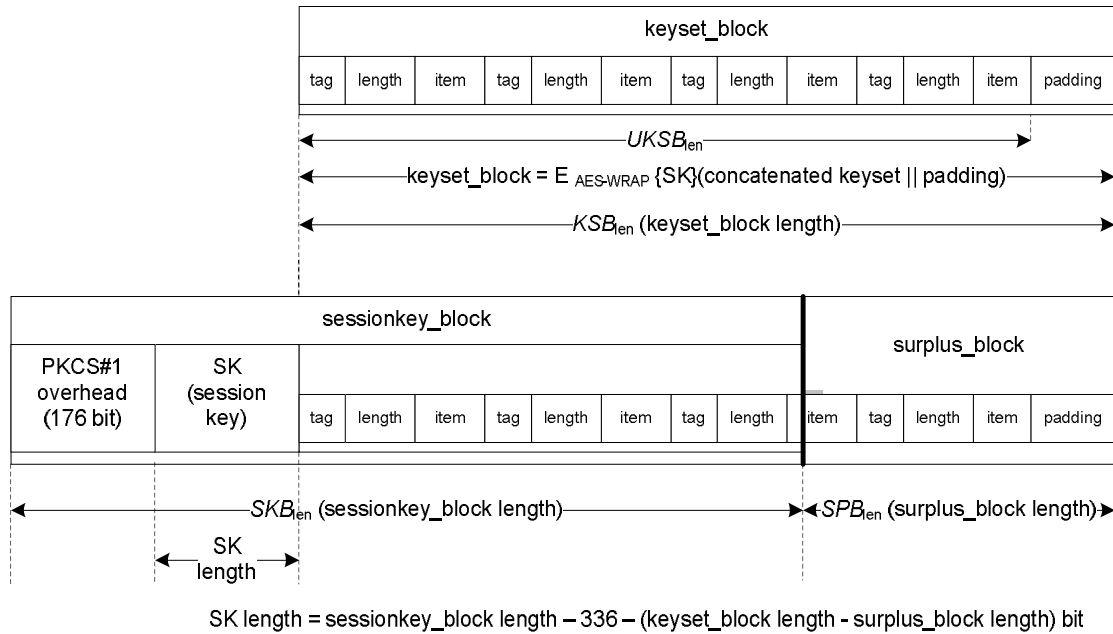 keyset_block
tag length item tag length item tag length item tag length item padding
UKSBlen
keyset_block = E AES-WRAP {SK}(concatenated keyset || padding)
KSBlen (keyset_block length)
sessionkey_block
surplus_block
PKCS#1
overhead
(176 bit)
SK
(session
key)
tag length item tag length item tag length item tag length item padding
SKBlen (sessionkey_block length)
SPBlen (surplus_block length)
SK
length
SK length = sessionkey_block length – 336 – (keyset_block length - surplus_block length) bit